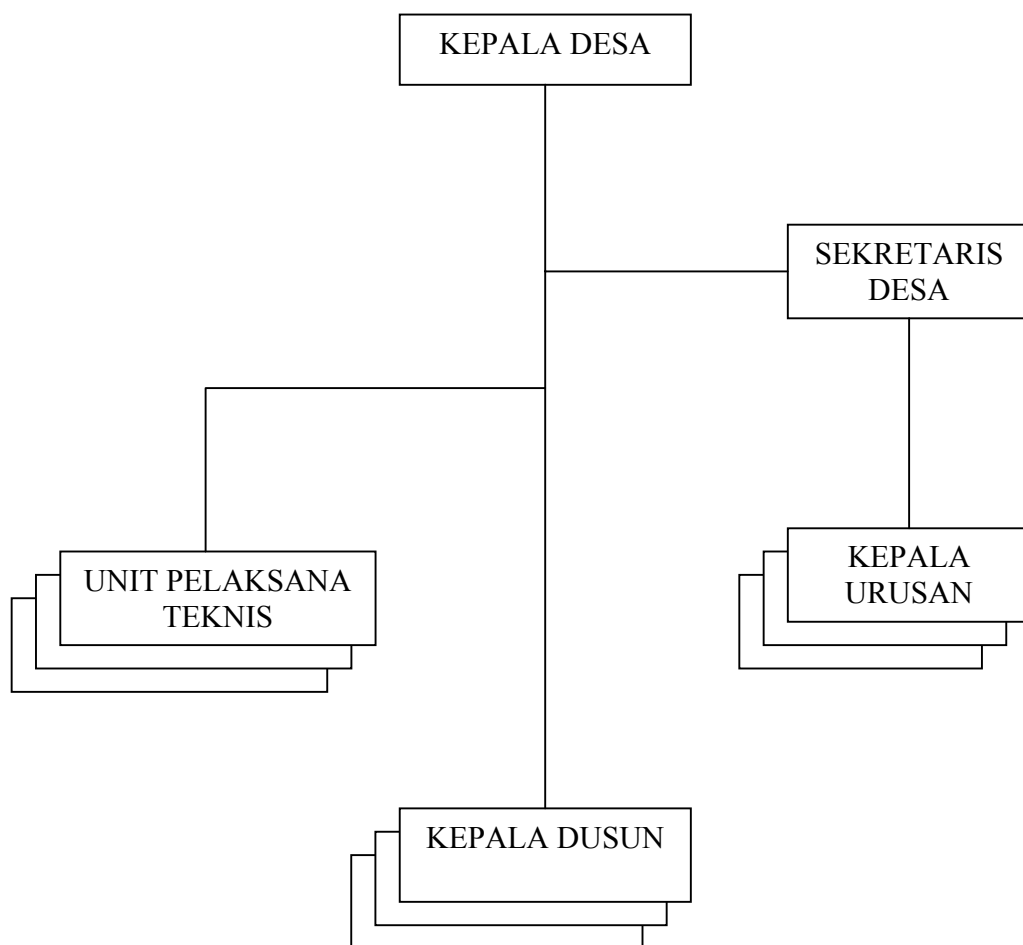 KEPALA DESA
SEKRETARIS
DESA
UNIT PELAKSANA
TEKNIS
KEPALA
URUSAN
KEPALA DUSUN